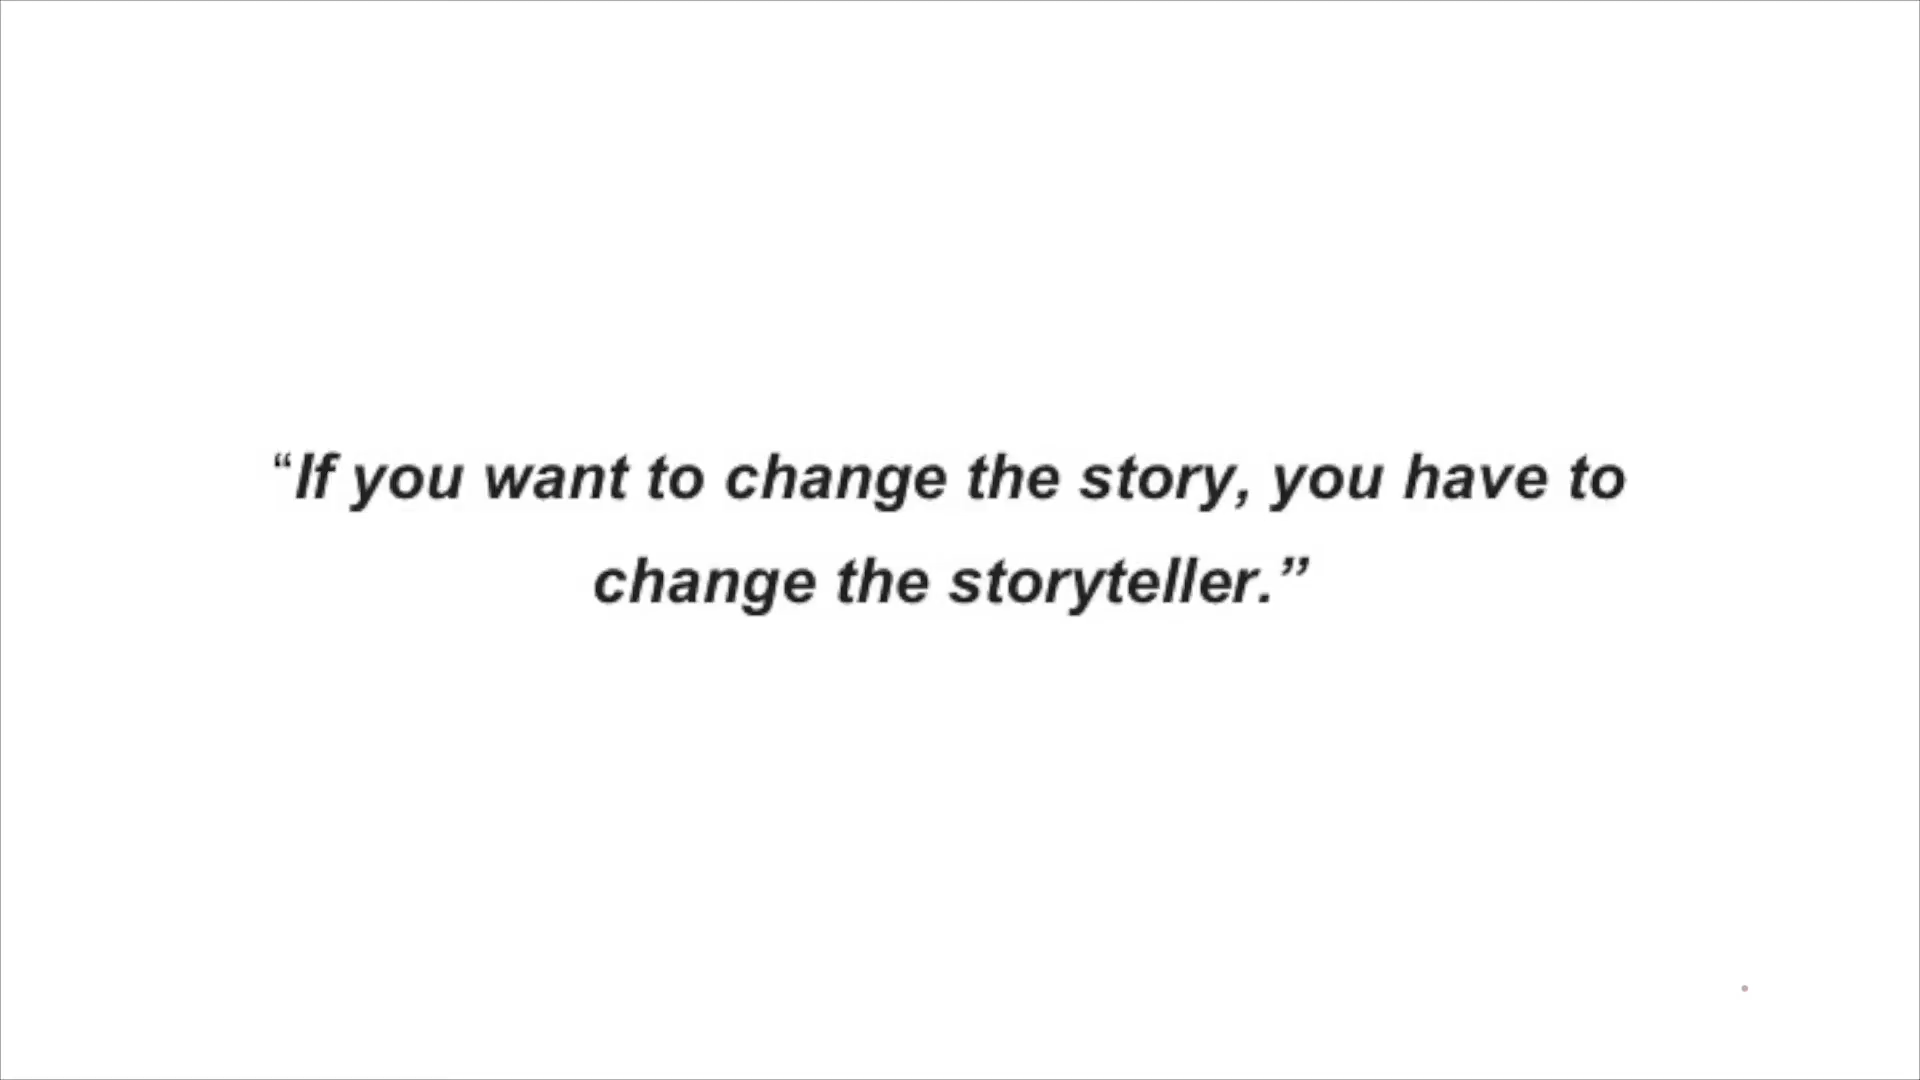 “If you want to change the story, you have to
change the storyteller.”